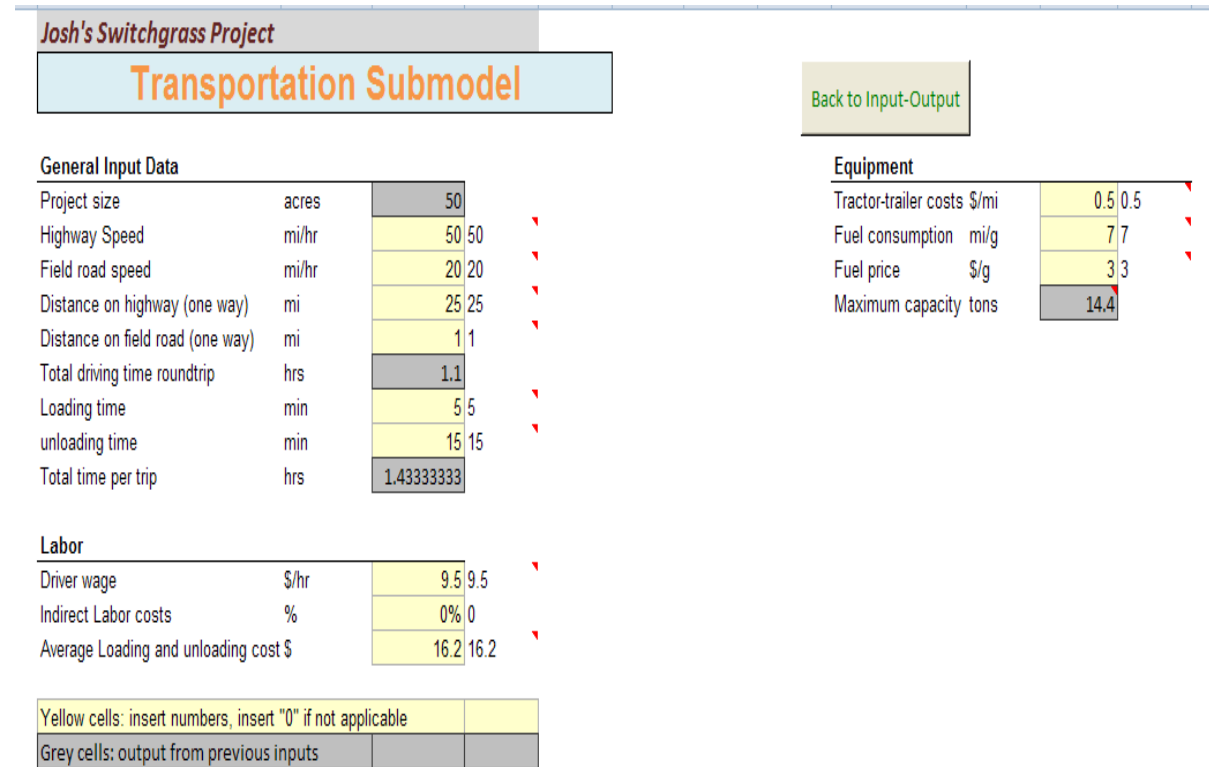 Josh's Switchgrass Project
Transportation Submodel
Back to Input-Output
General Input Data
Project size acres 50
Highway Speed mi/hr 50 50
Field road speed mi/hr 20 20
Distance on highway (one way) mi 25 25
Distance on field road (one way) mi 1 1
Total driving time roundtrip hrs 1.1
Loading time min 5 5
unloading time min 15 15
Total time per trip hrs 1.43333333
Equipment
Tractor-trailer costs $/mi 0.5 0.5
Fuel consumption mi/g 7 7
Fuel price $/g 3 3
Maximum capacity tons 14.4
Labor
Driver wage $/hr 9.5 9.5
Indirect Labor costs % 0% 0
Average Loading and unloading cost $ 16.2 16.2
Yellow cells: insert numbers, insert "0" if not applicable
Grey cells: output from previous inputs